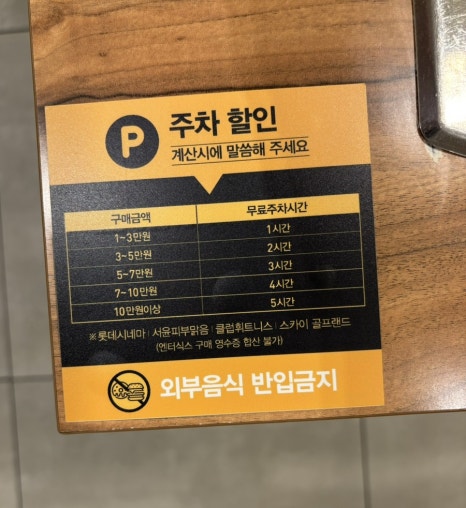 P
주차 할인
계산시에 말씀해 주세요
구매금액 무료주차시간
1~3만원 1시간
3~5만원 2시간
5~7만원 3시간
7~10만원 4시간
10만원이상 5시간
※롯데시네마 | 서윤피부맑음 | 클럽휘트니스 | 스카이 골프랜드
(엔터식스 구매 영수증 합산 불가)
외부음식 반입금지